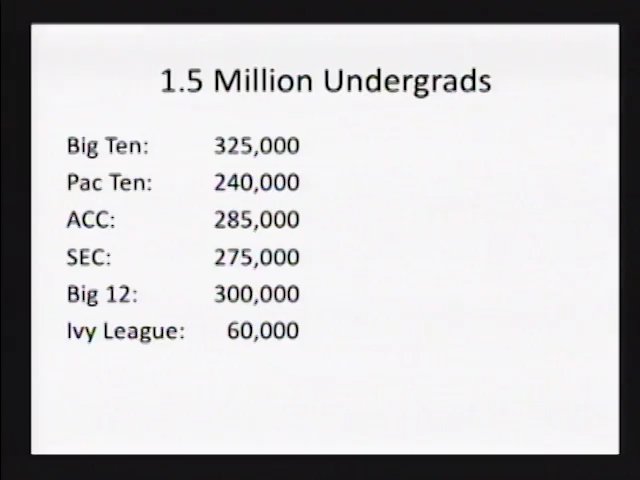 1.5 Million Undergrads
Big Ten: 325,000
Pac Ten: 240,000
ACC: 285,000
SEC: 275,000
Big 12: 300,000
Ivy League: 60,000